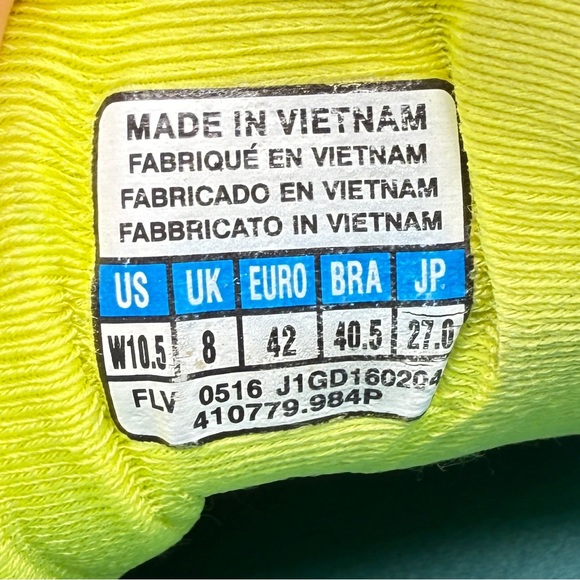 MADE IN VIETNAM
FABRIQUÉ EN VIETNAM
FABRICADO EN VIETNAM
FABBRICATO IN VIETNAM
US UK EURO BRA JP
W10.5 8 42 40.5 27.0
FLV 0516 J1GD160204
410779.984P